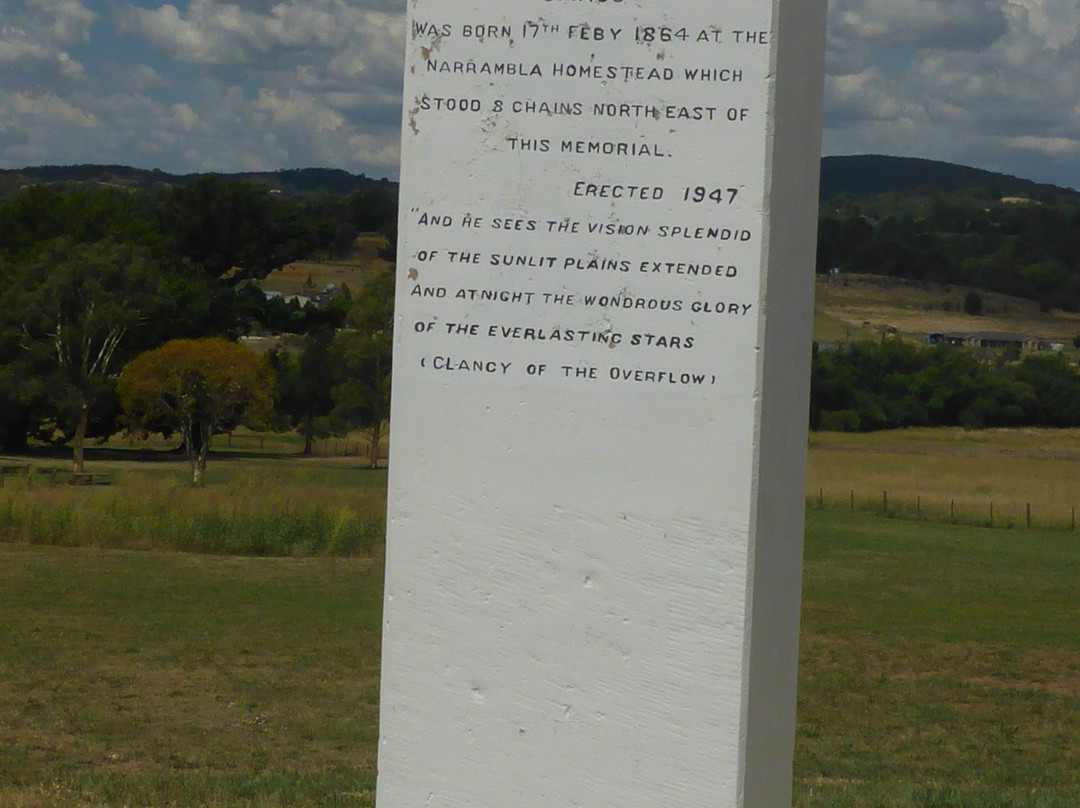 WAS BORN 17TH FEBY 1864 AT THE
NARRAMBLA HOMESTEAD WHICH
STOOD 8 CHAINS NORTH EAST OF
THIS MEMORIAL.
ERECTED 1947
"AND HE SEES THE VISION SPLENDID
OF THE SUNLIT PLAINS EXTENDED
AND AT NIGHT THE WONDROUS GLORY
OF THE EVERLASTING STARS
(CLANCY OF THE OVERFLOW)